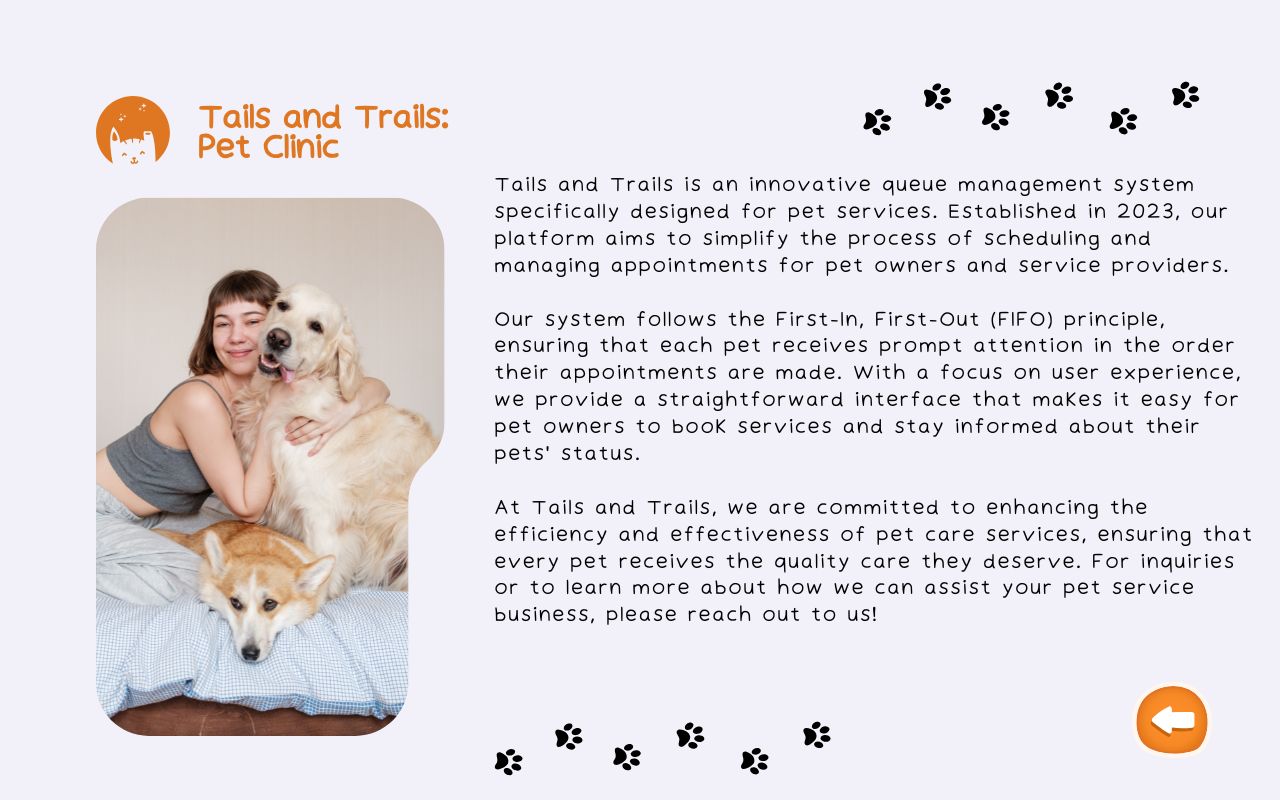 Tails and Trails:
Pet Clinic
Tails and Trails is an innovative queue management system
specifically designed for pet services. Established in 2023, our
platform aims to simplify the process of scheduling and
managing appointments for pet owners and service providers.
Our system follows the First-In, First-Out (FIFO) principle,
ensuring that each pet receives prompt attention in the order
their appointments are made. With a focus on user experience,
we provide a straightforward interface that makes it easy for
pet owners to book services and stay informed about their
pets' status.
At Tails and Trails, we are committed to enhancing the
efficiency and effectiveness of pet care services, ensuring that
every pet receives the quality care they deserve. For inquiries
or to learn more about how we can assist your pet service
business, please reach out to us!